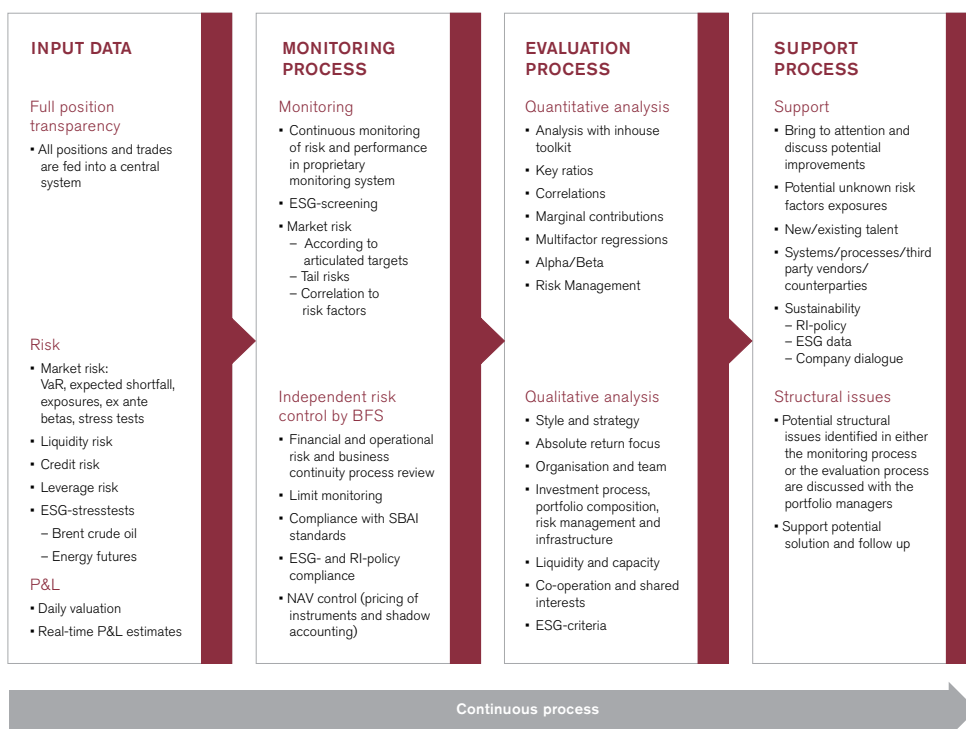 INPUT DATA
Full position
transparency
▪ All positions and trades
are fed into a central
system
Risk
▪ Market risk:
VaR, expected shortfall,
exposures, ex ante
betas, stress tests
▪ Liquidity risk
▪ Credit risk
▪ Leverage risk
▪ ESG-stresstests
– Brent crude oil
– Energy futures
P&L
▪ Daily valuation
▪ Real-time P&L estimates
MONITORING
PROCESS
Monitoring
▪ Continuous monitoring
of risk and performance
in proprietary
monitoring system
▪ ESG-screening
▪ Market risk
– According to
articulated targets
– Tail risks
– Correlation to
risk factors
Independent risk
control by BFS
▪ Financial and operational
risk and business
continuity process review
▪ Limit monitoring
▪ Compliance with SBAI
standards
▪ ESG- and RI-policy
compliance
▪ NAV control (pricing of
instruments and shadow
accounting)
EVALUATION
PROCESS
Quantitative analysis
▪ Analysis with inhouse
toolkit
▪ Key ratios
▪ Correlations
▪ Marginal contributions
▪ Multifactor regressions
▪ Alpha/Beta
▪ Risk Management
Qualitative analysis
▪ Style and strategy
▪ Absolute return focus
▪ Organisation and team
▪ Investment process,
portfolio composition,
risk management and
infrastructure
▪ Liquidity and capacity
▪ Co-operation and shared
interests
▪ ESG-criteria
SUPPORT
PROCESS
Support
▪ Bring to attention and
discuss potential
improvements
▪ Potential unknown risk
factors exposures
▪ New/existing talent
▪ Systems/processes/third
party vendors/
counterparties
▪ Sustainability
– RI-policy
– ESG data
– Company dialogue
Structural issues
▪ Potential structural
issues identified in either
the monitoring process
or the evaluation process
are discussed with the
portfolio managers
▪ Support potential
solution and follow up
Continuous process